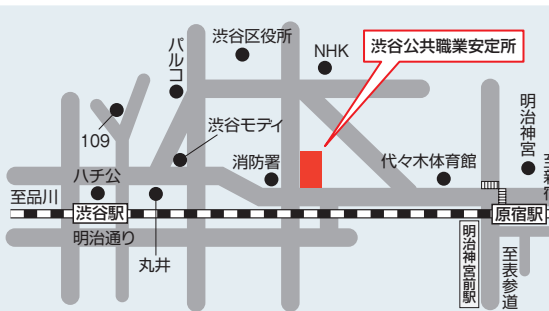 渋谷区役所
NHK
渋谷公共職業安定所
パルコ
109
渋谷モディ
消防署
代々木体育館
明治神宮
ハチ公
至品川
渋谷駅
原宿駅
至新宿
明治通り
丸井
明治神宮前駅
至表参道